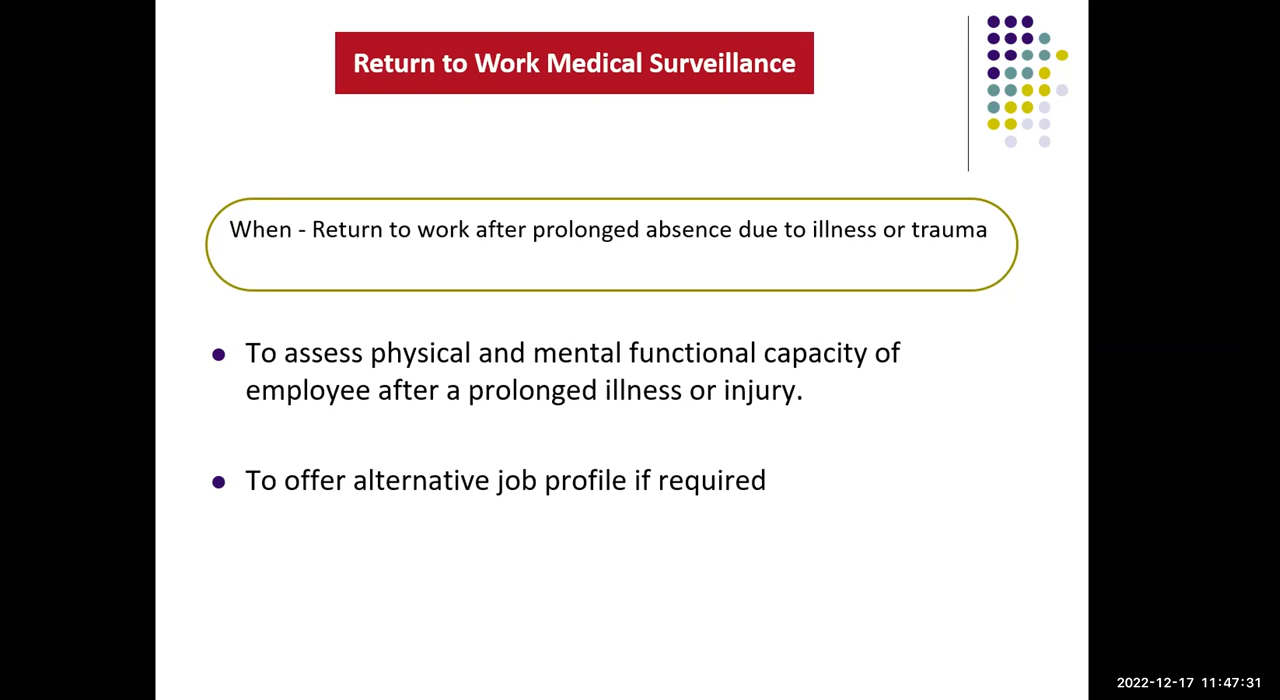 Return to Work Medical Surveillance
When - Return to work after prolonged absence due to illness or trauma
To assess physical and mental functional capacity of
employee after a prolonged illness or injury.
To offer alternative job profile if required
2022-12-17 11:47:31